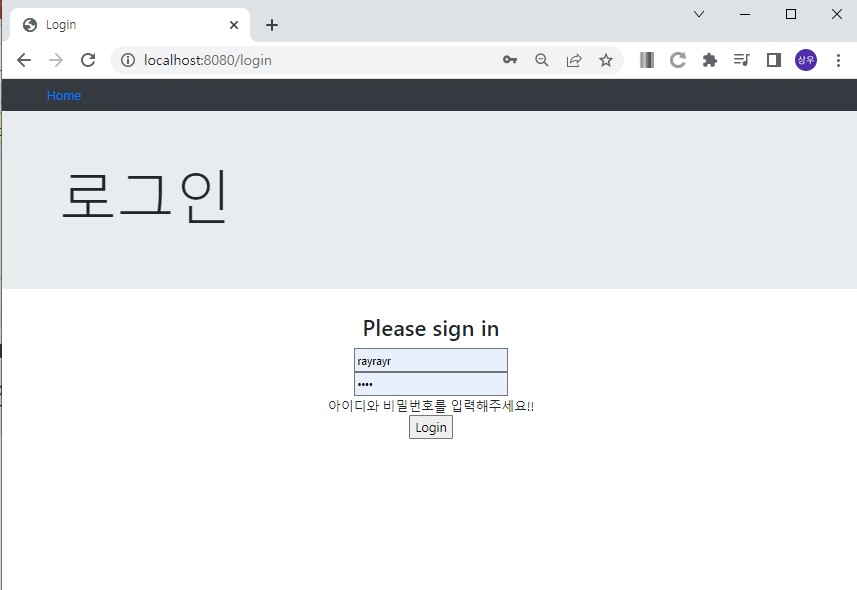 Login
localhost:8080/login
상우
Home
로그인
Please sign in
rayrayr
••••
아이디와 비밀번호를 입력해주세요!!
Login